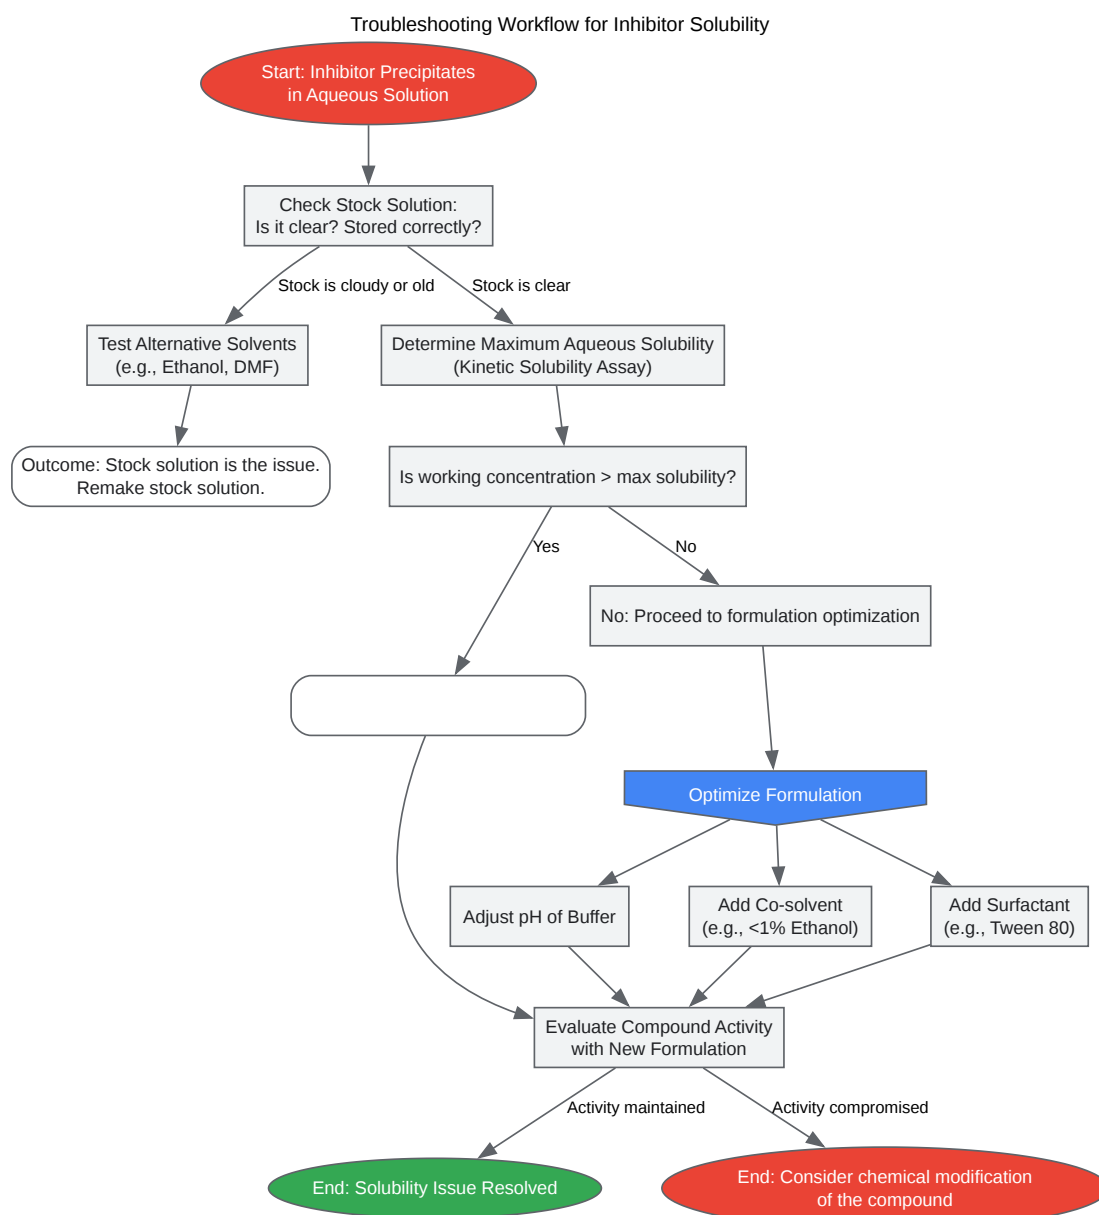 Troubleshooting Workflow for Inhibitor Solubility
Start: Inhibitor Precipitates
in Aqueous Solution
Check Stock Solution:
Is it clear? Stored correctly?
Stock is cloudy or old
Stock is clear
Test Alternative Solvents
(e.g., Ethanol, DMF)
Determine Maximum Aqueous Solubility
(Kinetic Solubility Assay)
Outcome: Stock solution is the issue.
Remake stock solution.
Is working concentration > max solubility?
Yes
No
No: Proceed to formulation optimization
Optimize Formulation
Adjust pH of Buffer
Add Co-solvent
(e.g., <1% Ethanol)
Add Surfactant
(e.g., Tween 80)
Evaluate Compound Activity
with New Formulation
Activity maintained
Activity compromised
End: Solubility Issue Resolved
End: Consider chemical modification
of the compound